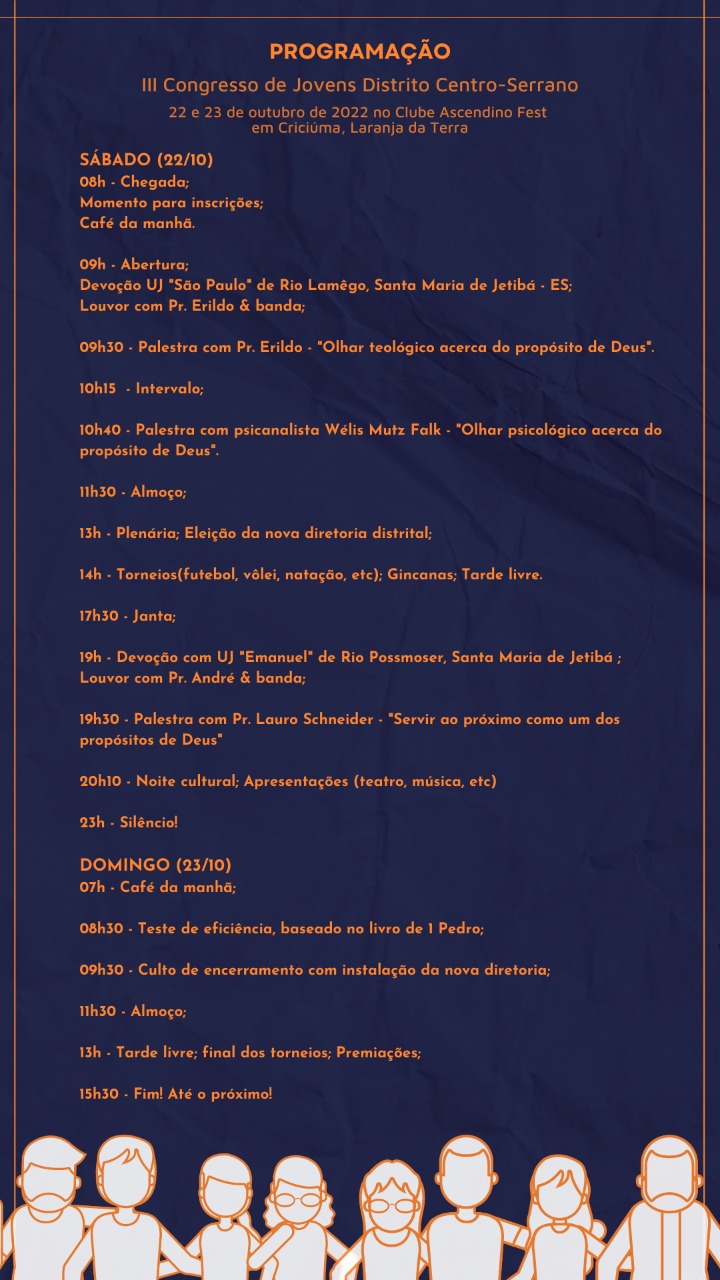 PROGRAMAÇÃO
III Congresso de Jovens Distrito Centro-Serrano
22 e 23 de outubro de 2022 no Clube Ascendino Fest
em Criciúma, Laranja da Terra
SÁBADO (22/10)
08h - Chegada;
Momento para inscrições;
Café da manhã.
09h - Abertura;
Devoção UJ "São Paulo" de Rio Lamêgo, Santa Maria de Jetibá - ES;
Louvor com Pr. Erildo & banda;
09h30 - Palestra com Pr. Erildo - "Olhar teológico acerca do propósito de Deus".
10h15 - Intervalo;
10h40 - Palestra com psicanalista Wélis Mutz Falk - "Olhar psicológico acerca do
propósito de Deus".
11h30 - Almoço;
13h - Plenária; Eleição da nova diretoria distrital;
14h - Torneios(futebol, vôlei, natação, etc); Gincanas; Tarde livre.
17h30 - Janta;
19h - Devoção com UJ "Emanuel" de Rio Possmoser, Santa Maria de Jetibá ;
Louvor com Pr. André & banda;
19h30 - Palestra com Pr. Lauro Schneider - "Servir ao próximo como um dos
propósitos de Deus"
20h10 - Noite cultural; Apresentações (teatro, música, etc)
23h - Silêncio!
DOMINGO (23/10)
07h - Café da manhã;
08h30 - Teste de eficiência, baseado no livro de 1 Pedro;
09h30 - Culto de encerramento com instalação da nova diretoria;
11h30 - Almoço;
13h - Tarde livre; final dos torneios; Premiações;
15h30 - Fim! Até o próximo!